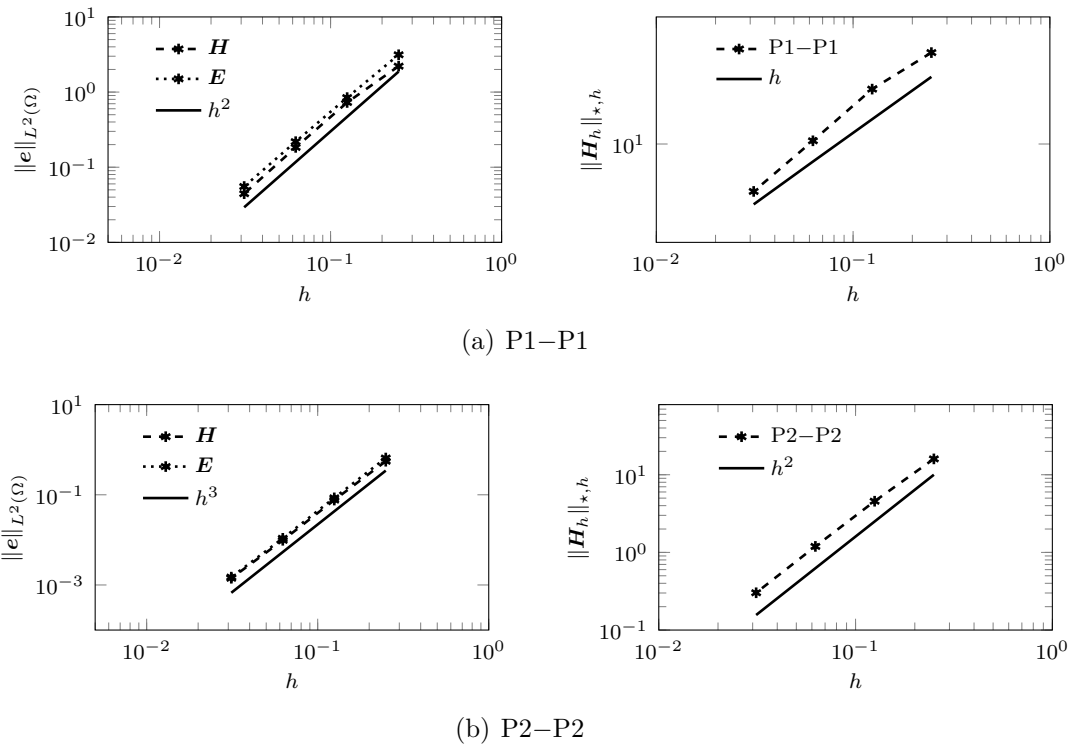 10^1
10^0
10^{-1}
10^{-2}
‖e‖_{L^2(Ω)}
H
E
h^2
10^{-2}
10^{-1}
10^0
h
10^1
‖H_h‖_{⋆,h}
P1−P1
h
10^{-2}
10^{-1}
10^0
h
(a) P1−P1
10^1
10^{-1}
10^{-3}
‖e‖_{L^2(Ω)}
H
E
h^3
10^{-2}
10^{-1}
10^0
h
10^1
10^0
10^{-1}
‖H_h‖_{⋆,h}
P2−P2
h^2
10^{-2}
10^{-1}
10^0
h
(b) P2−P2